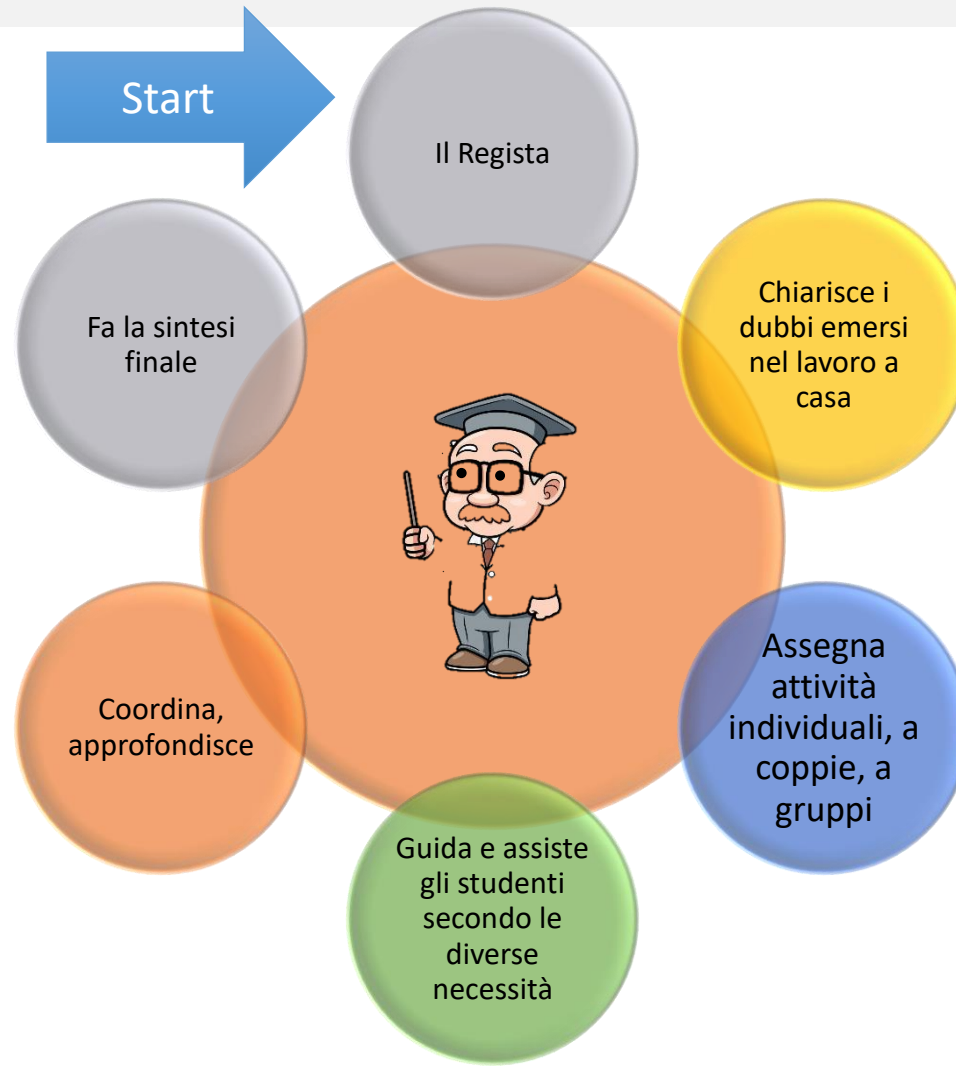 Start
Il Regista
Chiarisce i
dubbi emersi
nel lavoro a
casa
Assegna
attività
individuali, a
coppie, a
gruppi
Guida e assiste
gli studenti
secondo le
diverse
necessità
Coordina,
approfondisce
Fa la sintesi
finale